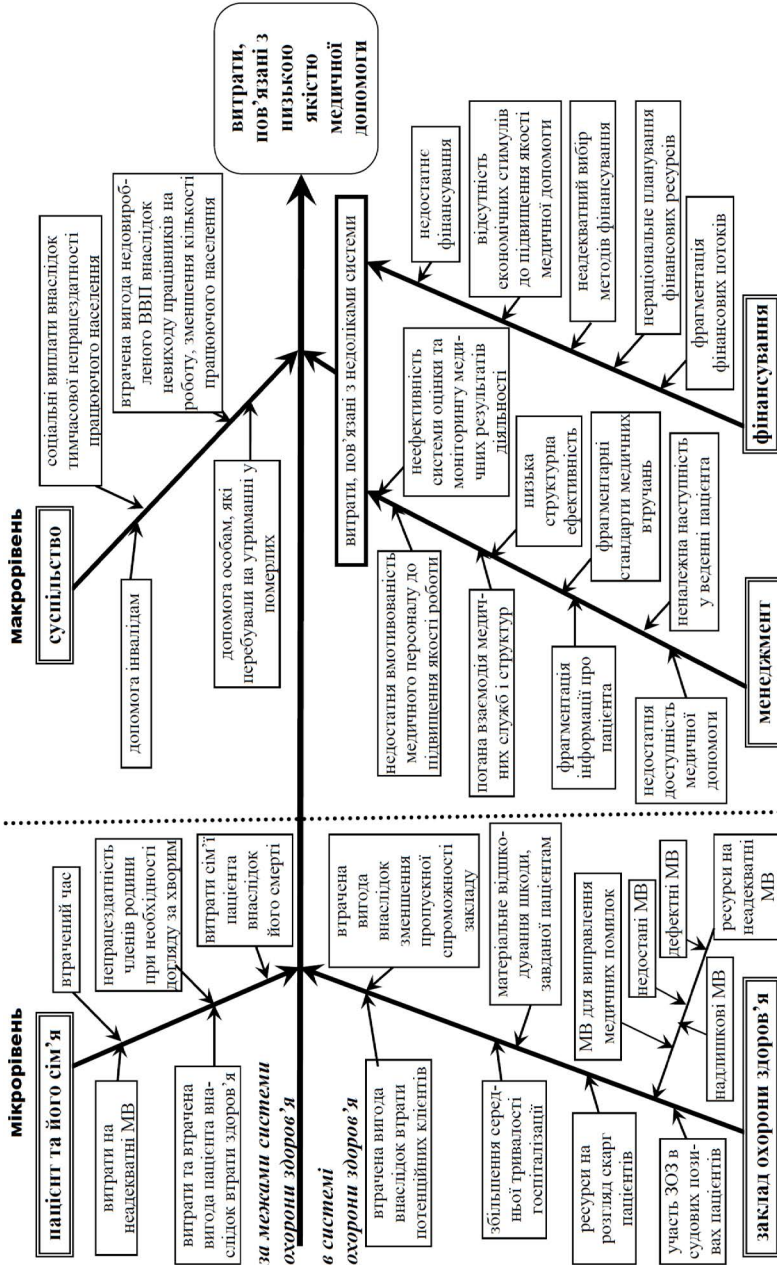 мікрорівень
макрорівень
пацієнт та його сім’я
втрачений час
витрати на
неадекватні МВ
непрацездатність
членів родини
при необхідності
догляду за хворим
витрати та втрачена
вигода пацієнта вна-
слідок втрати здоров’я
витрати сім’ї
пацієнта
внаслідок
його смерті
суспільство
соціальні виплати внаслідок
тимчасової непрацездатності
працюючого населення
допомога інвалідам
втрачена вигода недовироб-
леного ВВП внаслідок
невиходу працівників на
роботу, зменшення кількості
працюючого населення
допомога особам, які
перебували на утриманні у
померлих
за межами системи
охорони здоров’я
в системі
охорони здоров’я
витрати,
пов’язані з
низькою
якістю
медичної
допомоги
втрачена вигода
внаслідок втрати
потенційних клієнтів
втрачена
вигода
внаслідок
зменшення
пропускної
спроможності
закладу
збільшення серед-
ньої тривалості
госпіталізації
матеріальне відшко-
дування шкоди,
завданої пацієнтам
ресурси на
розгляд скарг
пацієнтів
МВ для виправлення
медичних помилок
недостані МВ
дефектні МВ
надлишкові МВ
ресурси на
неадекватні
МВ
участь ЗОЗ в
судових пози-
вах пацієнтів
заклад охорони здоров’я
витрати, пов’язані з недоліками системи
недостатня вмотивованість
медичного персоналу до
підвищення якості роботи
неефективність
системи оцінки та
моніторингу меди-
чних результатів
діяльності
погана взаємодія медич-
них служб і структур
низька
структурна
ефективність
фрагментація
інформації про
пацієнта
фрагментарні
стандарти медичних
втручань
недостатня
доступність
медичної
допомоги
неналежна наступність
у веденні пацієнта
менеджмент
недостатнє
фінансування
відсутність
економічних стимулів
до підвищення якості
медичної допомоги
неадекватний вибір
методів фінансування
нераціональне планування
фінансових ресурсів
фрагментація
фінансових потоків
фінансування